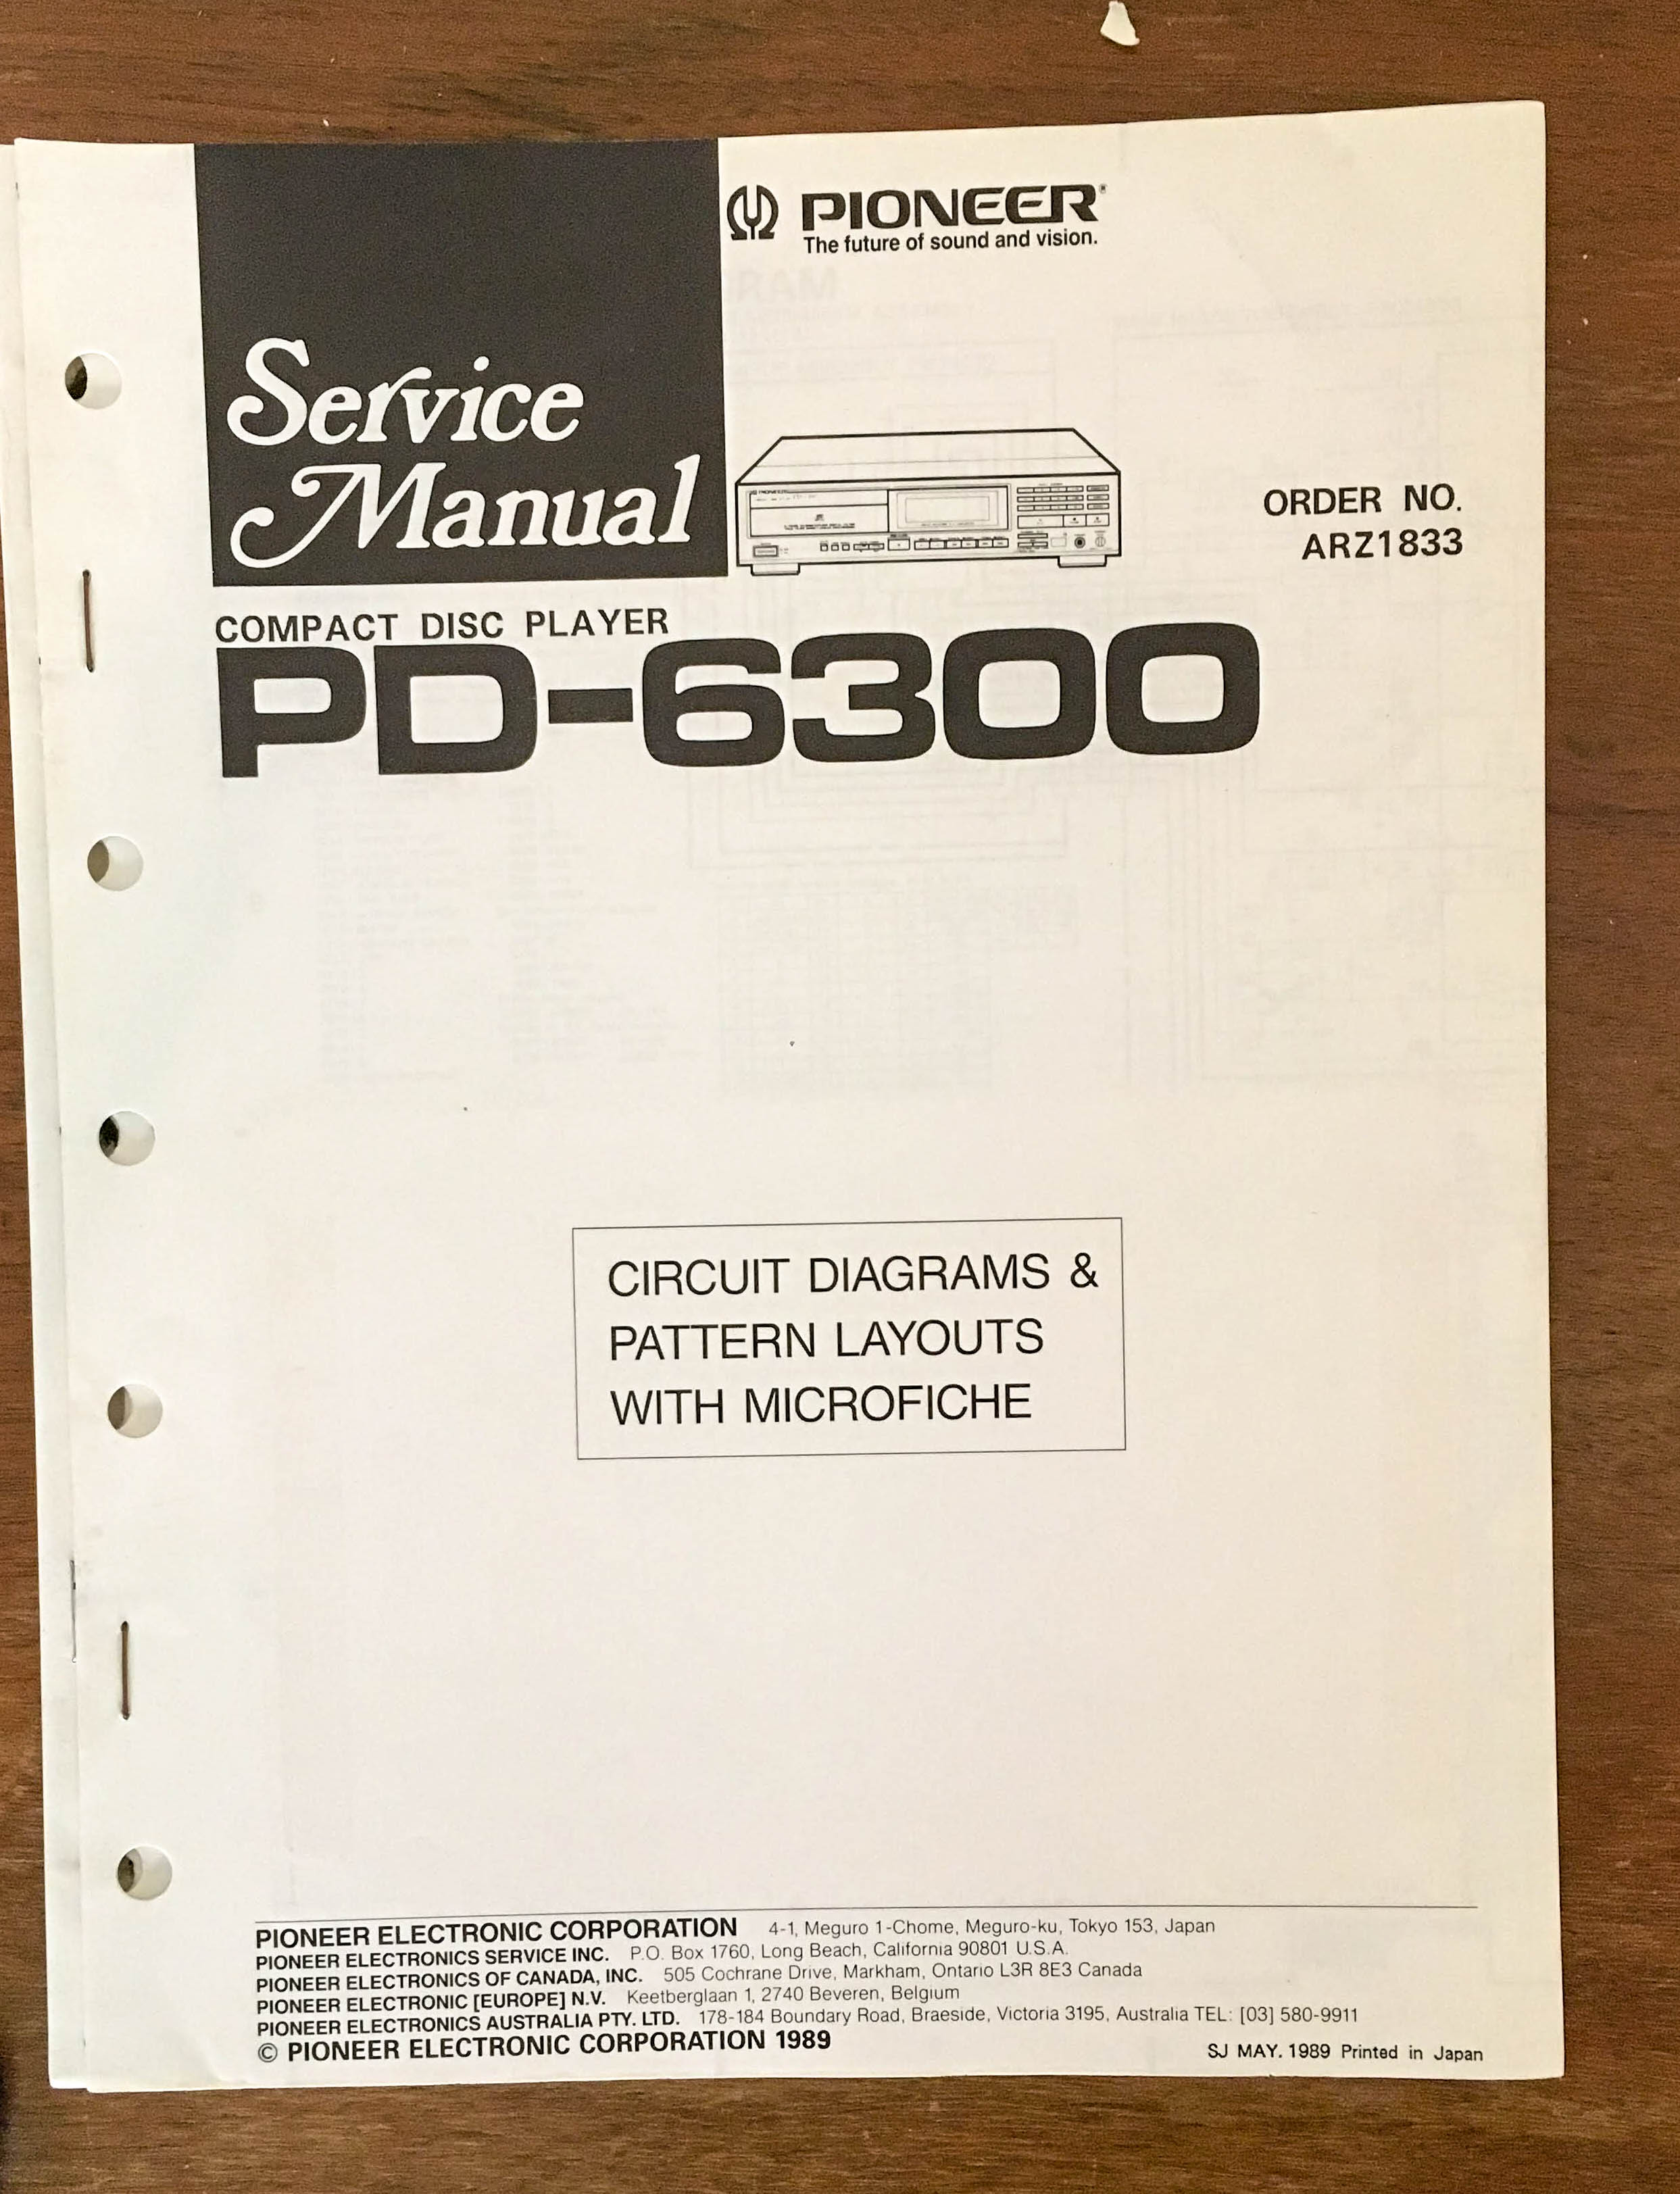 PIONEER®
The future of sound and vision.
Service
Manual
PIONEER
ORDER NO.
ARZ1833
COMPACT DISC PLAYER
PD-6300
CIRCUIT DIAGRAMS &
PATTERN LAYOUTS
WITH MICROFICHE
PIONEER ELECTRONIC CORPORATION 4-1, Meguro 1-Chome, Meguro-ku, Tokyo 153, Japan
PIONEER ELECTRONICS SERVICE INC. P.O. Box 1760, Long Beach, California 90801 U.S.A.
PIONEER ELECTRONICS OF CANADA, INC. 505 Cochrane Drive, Markham, Ontario L3R 8E3 Canada
PIONEER ELECTRONIC [EUROPE] N.V. Keetberglaan 1, 2740 Beveren, Belgium
PIONEER ELECTRONICS AUSTRALIA PTY. LTD. 178-184 Boundary Road, Braeside, Victoria 3195, Australia TEL: [03] 580-9911
© PIONEER ELECTRONIC CORPORATION 1989
SJ MAY. 1989 Printed in Japan